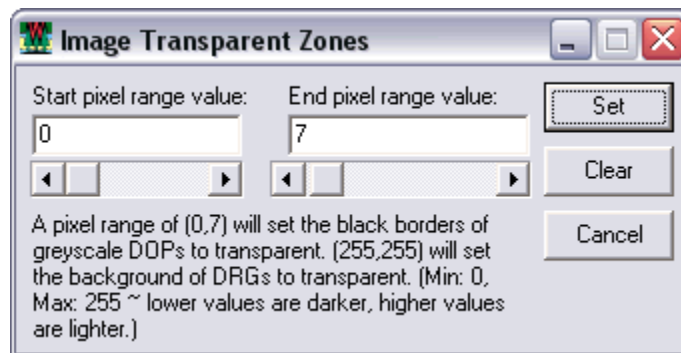 Image Transparent Zones
Start pixel range value:
End pixel range value:
0
7
Set
Clear
Cancel
A pixel range of (0,7) will set the black borders of
greyscale DOPs to transparent. (255,255) will set
the background of DRGs to transparent. (Min: 0,
Max: 255 ~ lower values are darker, higher values
are lighter.)